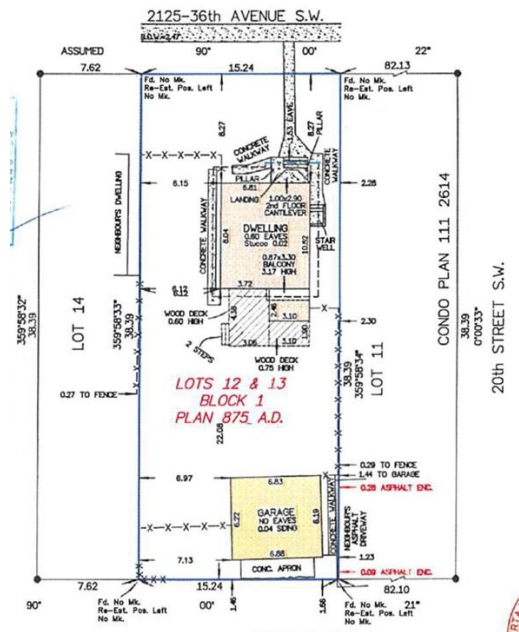 2125-36th AVENUE S.W.
ASSUMED
90°
00'
22"
7.62
15.24
82.13
Fd. No Mk.
Re-Est. Pos. Left
No Mk.
Fd. No Mk.
Re-Est. Pos. Left
No Mk.
8.27
1.53 EAVE
8.27
PILLAR
CONCRETE WALKWAY
CONCRETE WALKWAY
PILLAR
6.15
6.81
LANDING
2.28
1.00x2.90
2nd FLOOR
CANTILEVER
NEIGHBOUR'S DWELLING
CONCRETE WALKWAY
8.04
DWELLING
0.60 EAVES
Stucco 0.02
10.52
STAIR
WELL
0.87x3.30
BALCONY
3.17 HIGH
3.72
6.12
6.12
WOOD DECK
0.60 HIGH
4.38
2.46
3.10
1.90
2.30
2 STEPS
3.06
3.10
WOOD DECK
0.75 HIGH
359°58'32"
38.39
LOT 14
359°58'33"
38.39
38.39
359°58'34"
LOT 11
CONDO PLAN 111 2614
38.39
0°00'33"
20th STREET S.W.
0.27 TO FENCE
LOTS 12 & 13
BLOCK 1
PLAN 875 A.D.
22.08
0.29 TO FENCE
1.44 TO GARAGE
0.28 ASPHALT ENC.
6.97
6.83
6.22
GARAGE
NO EAVES
0.04 SIDING
6.19
CONCRETE WALKWAY
NEIGHBOUR'S
ASPHALT
DRIVEWAY
7.13
6.88
1.23
CONC. APRON
0.09 ASPHALT ENC.
7.62
15.24
82.10
90°
00'
21"
Fd. No Mk.
Re-Est. Pos. Left
No Mk.
1.46
1.66
Fd. No Mk.
Re-Est. Pos. Left
No Mk.